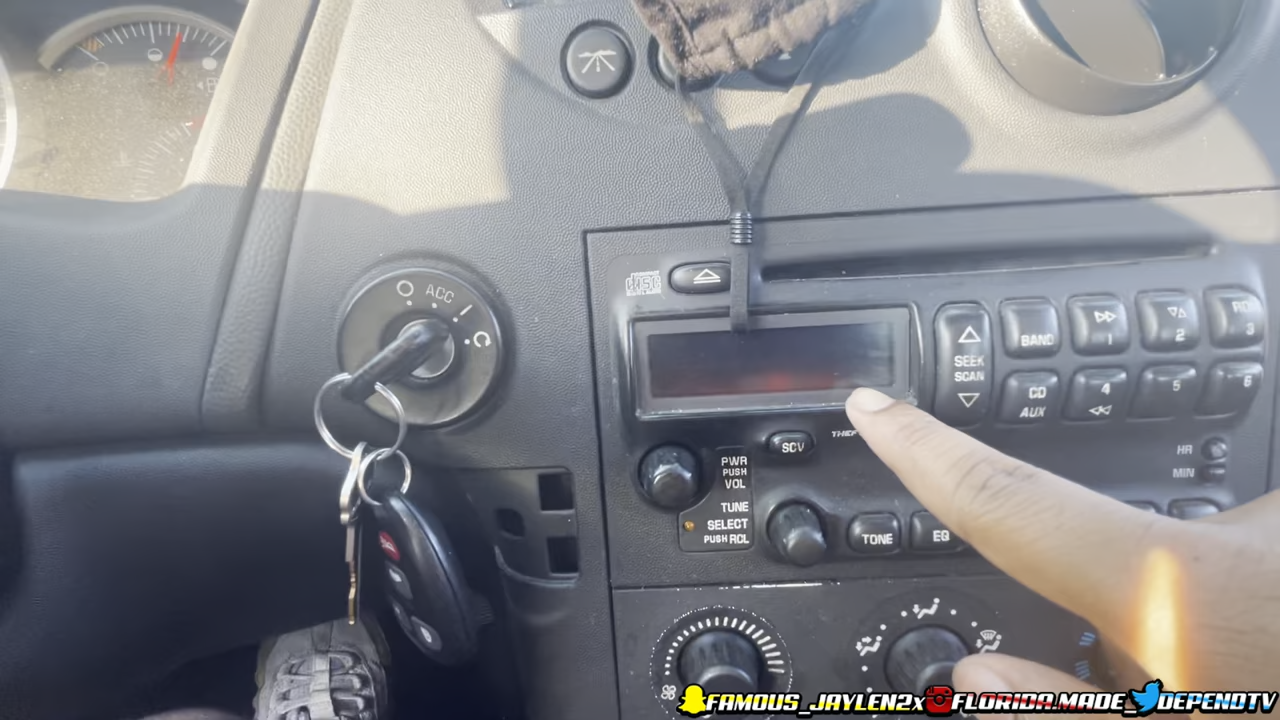 ACC
DISC
SEEK
SCAN
BAND
1
2
3
CD
AUX
4
5
6
SCV
HR
MIN
PWR
PUSH
VOL
TUNE
SELECT
PUSH RCL
TONE
EQ
FAMOUS_JAYLEN2x FLORIDA.MADE_ DEPENDTV